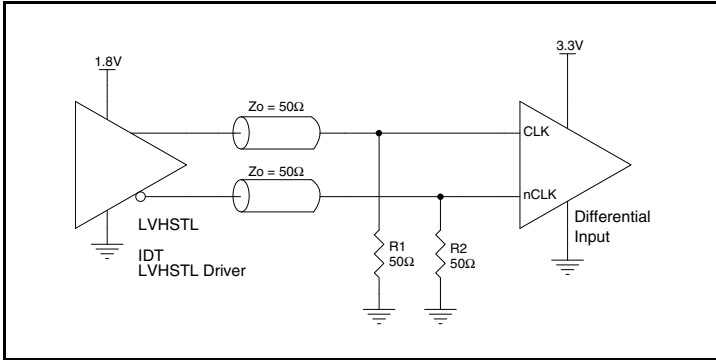 3.3V
1.8V
Zo = 50Ω
CLK
Zo = 50Ω
nCLK
LVHSTL
Differential
Input
IDT
LVHSTL Driver
R1
50Ω
R2
50Ω